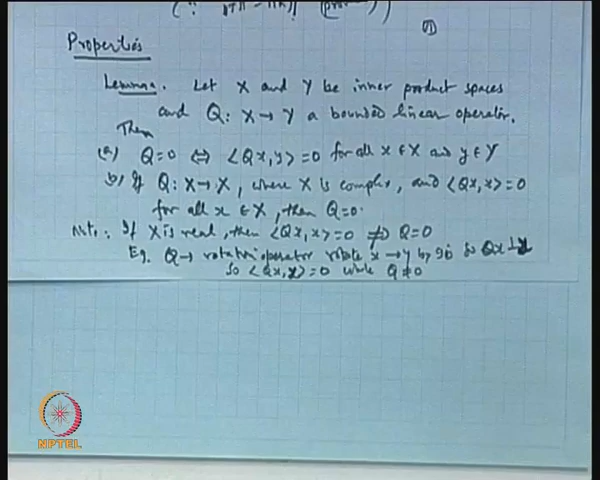 (∵ ‖T‖ = ‖T*‖ (prove))
①
Properties
Lemma. Let X and Y be inner product spaces
and Q: X → Y a bounded linear operator.
Then
(a) Q=0 ⇔ ⟨Qx,y⟩=0 for all x ∈ X and y ∈ Y
b) If Q: X→X, where X is complex, and ⟨Qx,x⟩=0
for all x ∈ X, then Q=0.
Note: If X is real, then ⟨Qx,x⟩=0 ⇏ Q=0
Eg. Q → rotation operator rotate x → y by 90 so Qx ⊥ x
so ⟨Qx,x⟩=0 while Q≠0
NPTEL